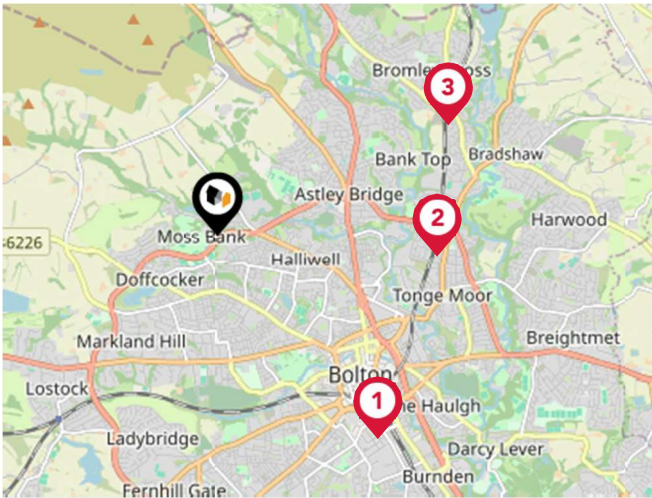 Bromley Cross
3
Bank Top
Bradshaw
Astley Bridge
2
Harwood
Moss Bank
6226
Halliwell
Doffcocker
Tonge Moor
Markland Hill
Breightmet
Bolton
Lostock
1
he Haulgh
Ladybridge
Darcy Lever
Burnden
Fernhill Gate